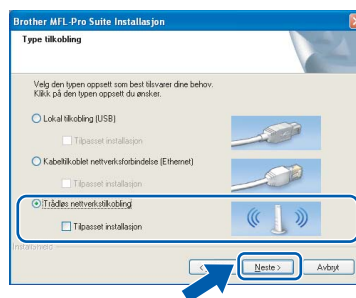 Brother MFL-Pro Suite Installasjon
Type tilkobling
Velg den typen oppsett som best tilsvarer dine behov.
Klikk på den typen oppsett du ønsker.
Lokal tilkobling (USB)
Tilpasset installasjon
Kabeltilkoblet nettverksforbindelse (Ethernet)
Tilpasset installasjon
Trådløs nettverkstilkobling
Tilpasset installasjon
InstallShield
< Neste > Avbryt